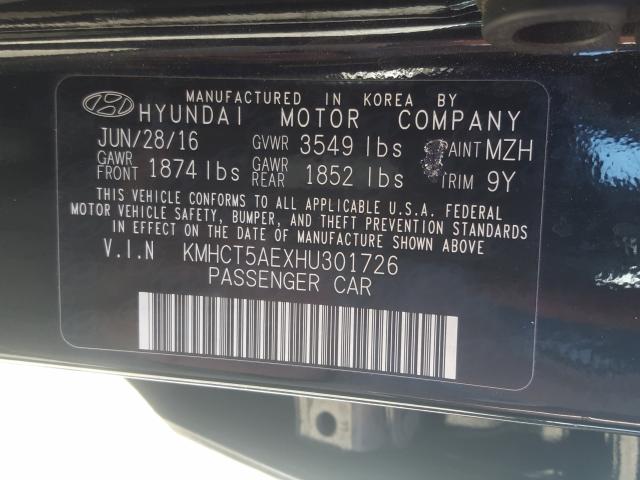 MANUFACTURED IN KOREA BY
HYUNDAI MOTOR COMPANY
JUN/28/16 GVWR 3549 lbs PAINT MZH
GAWR FRONT 1874 lbs GAWR REAR 1852 lbs TRIM 9Y
THIS VEHICLE CONFORMS TO ALL APPLICABLE U.S.A. FEDERAL
MOTOR VEHICLE SAFETY, BUMPER, AND THEFT PREVENTION STANDARDS
IN EFFECT ON THE DATE OF MANUFACTURE SHOWN ABOVE
V.I.N KMHCT5AEXHU301726
PASSENGER CAR